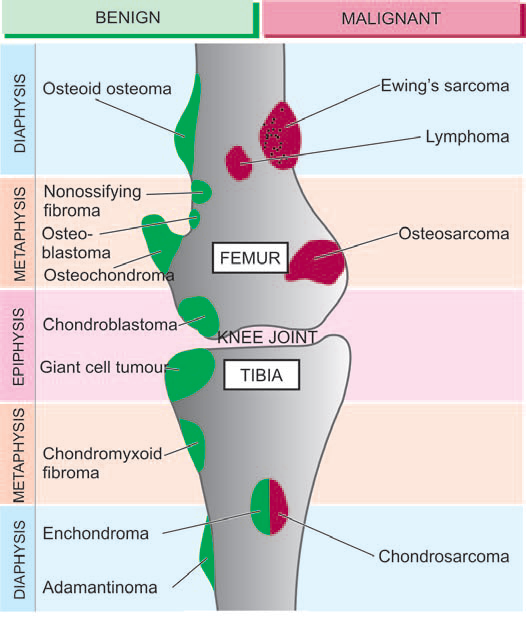 BENIGN
MALIGNANT
DIAPHYSIS
METAPHYSIS
EPIPHYSIS
METAPHYSIS
DIAPHYSIS
Osteoid osteoma
Nonossifying
fibroma
Osteo-
blastoma
Osteochondroma
Chondroblastoma
Giant cell tumour
Chondromyxoid
fibroma
Enchondroma
Adamantinoma
FEMUR
KNEE JOINT
TIBIA
Ewing's sarcoma
Lymphoma
Osteosarcoma
Chondrosarcoma